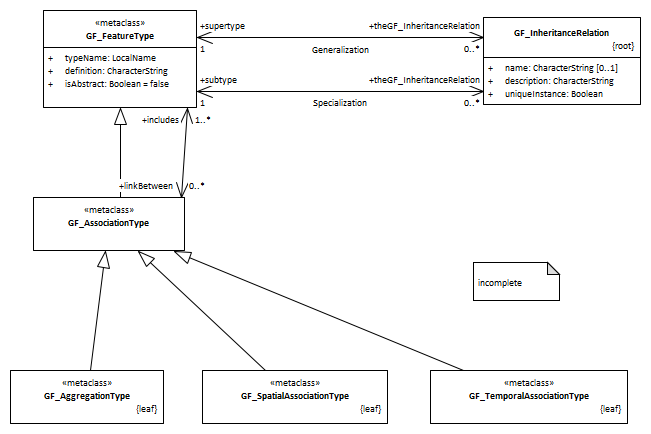 «metaclass»
GF_FeatureType
+ typeName: LocalName
+ definition: CharacterString
+ isAbstract: Boolean = false
+supertype
+theGF_InheritanceRelation
1
Generalization
0..*
+subtype
+theGF_InheritanceRelation
1
Specialization
0..*
GF_InheritanceRelation
{root}
+ name: CharacterString [0..1]
+ description: CharacterString
+ uniqueInstance: Boolean
+includes
1..*
+linkBetween
0..*
«metaclass»
GF_AssociationType
incomplete
«metaclass»
GF_AggregationType
{leaf}
«metaclass»
GF_SpatialAssociationType
{leaf}
«metaclass»
GF_TemporalAssociationType
{leaf}